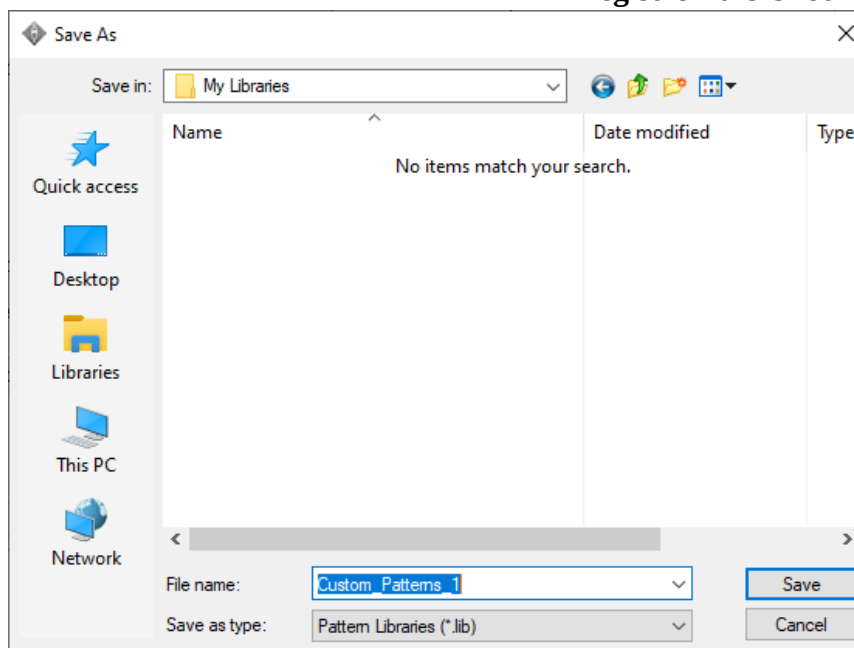 Save As
Save in: My Libraries
Name Date modified Type
No items match your search.
Quick access
Desktop
Libraries
This PC
Network
File name: Custom_Patterns_1 Save
Save as type: Pattern Libraries (*.lib) Cancel